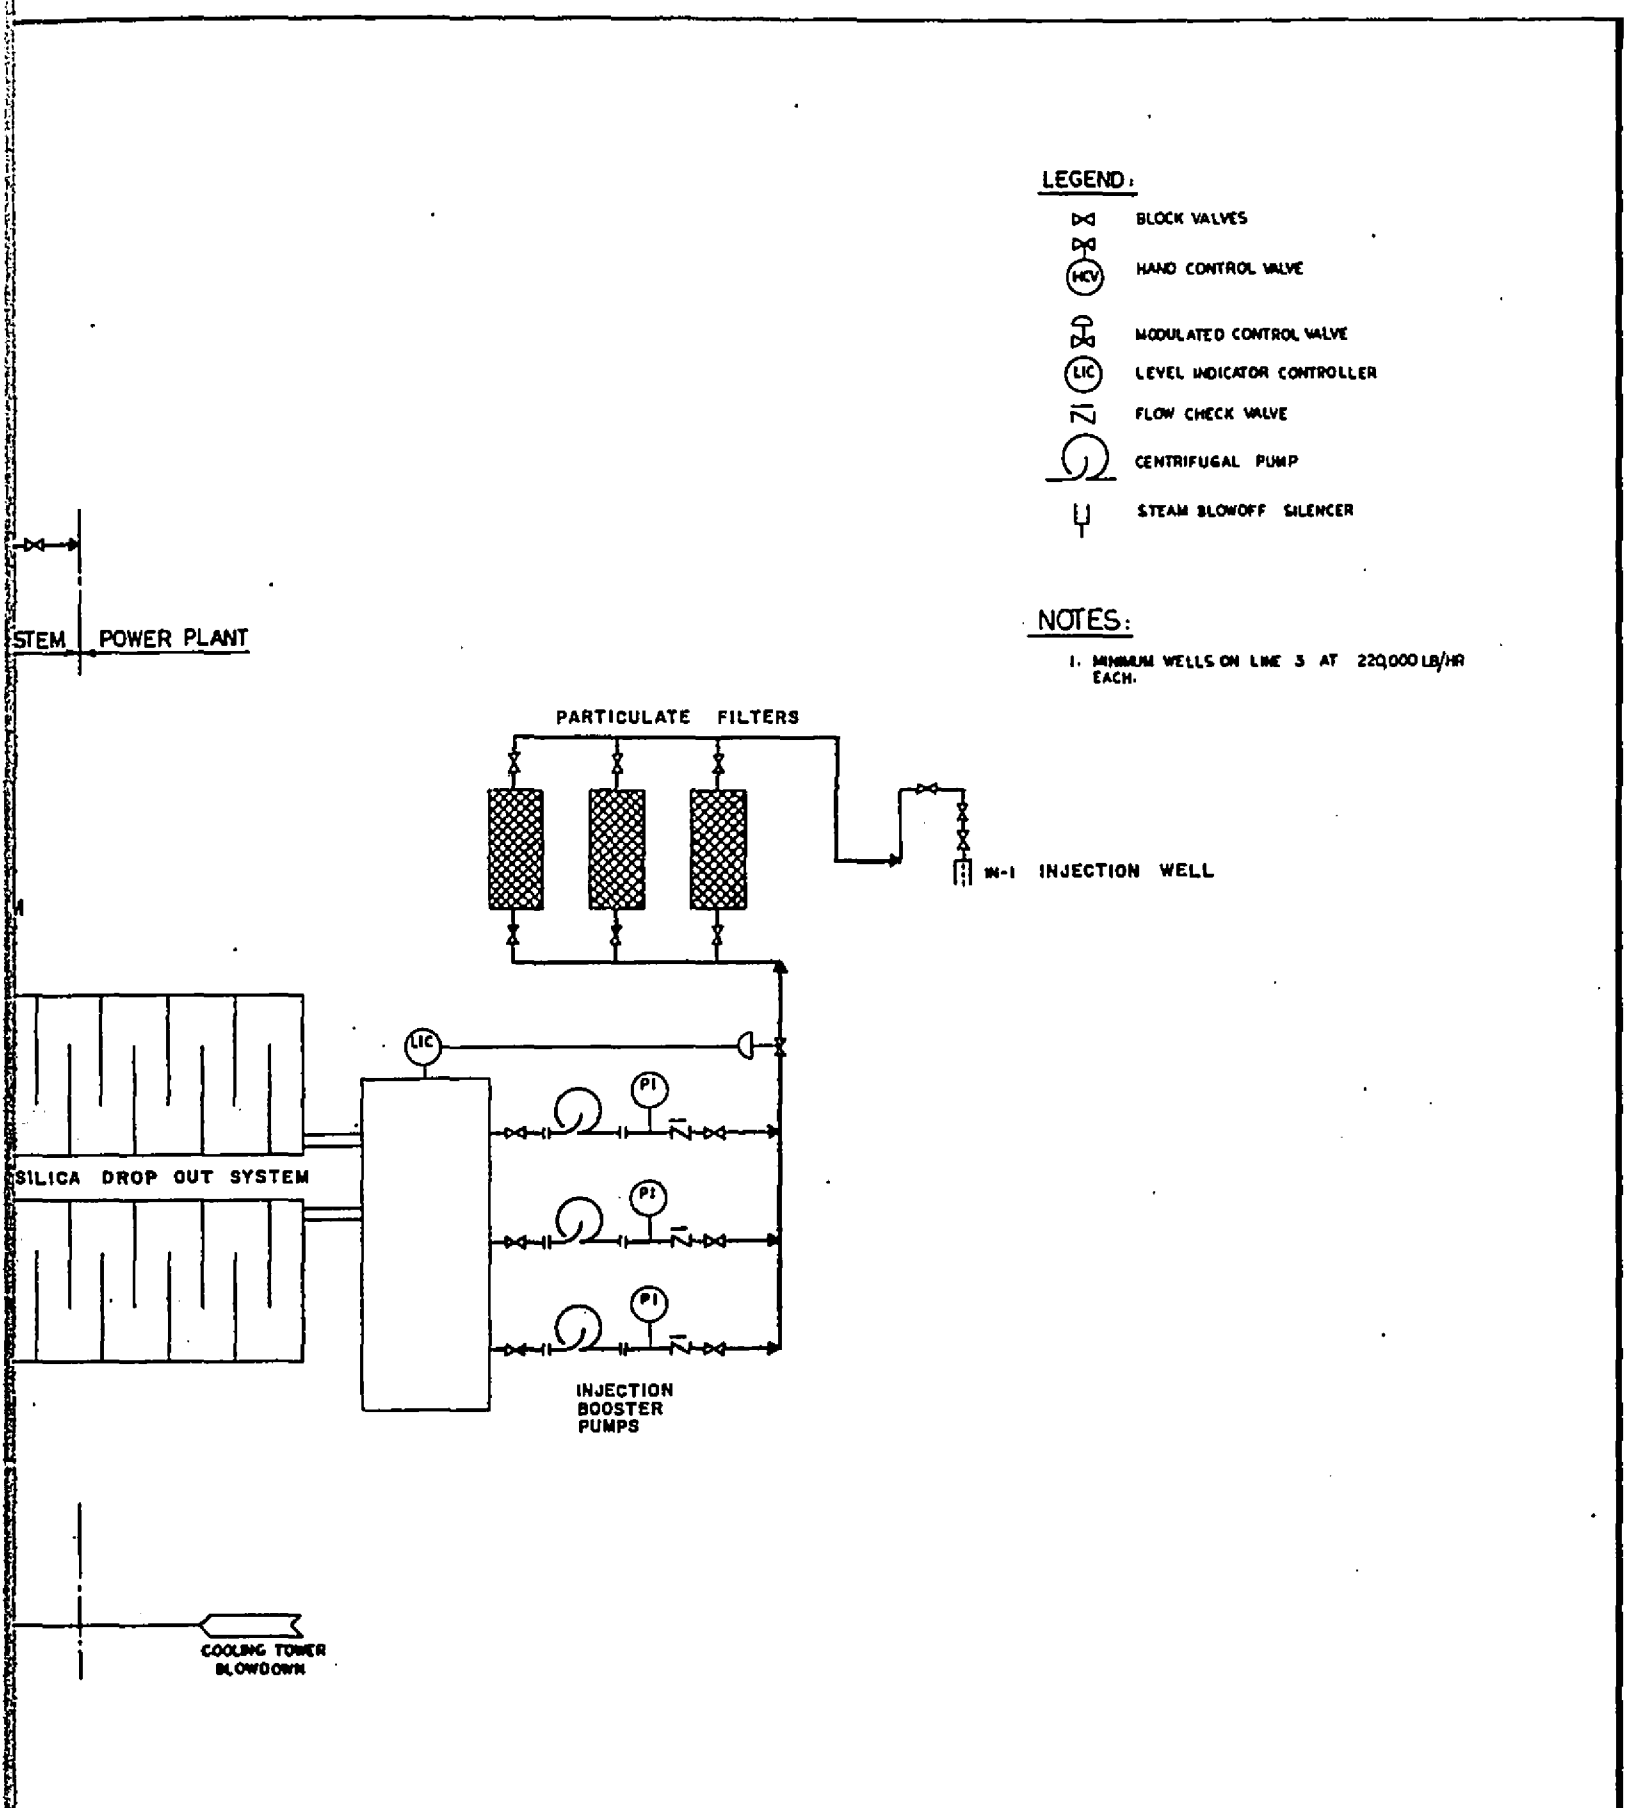 LEGEND:
BLOCK VALVES
HCV
HAND CONTROL VALVE
MODULATED CONTROL VALVE
LIC
LEVEL INDICATOR CONTROLLER
FLOW CHECK VALVE
CENTRIFUGAL PUMP
STEAM BLOWOFF SILENCER
STEM
POWER PLANT
NOTES:
1. MINIMUM WELLS ON LINE 3 AT 220,000 LB/HR
EACH.
PARTICULATE FILTERS
IN-1 INJECTION WELL
M
LIC
PI
SILICA DROP OUT SYSTEM
PI
PI
INJECTION
BOOSTER
PUMPS
COOLING TOWER
BLOWDOWN